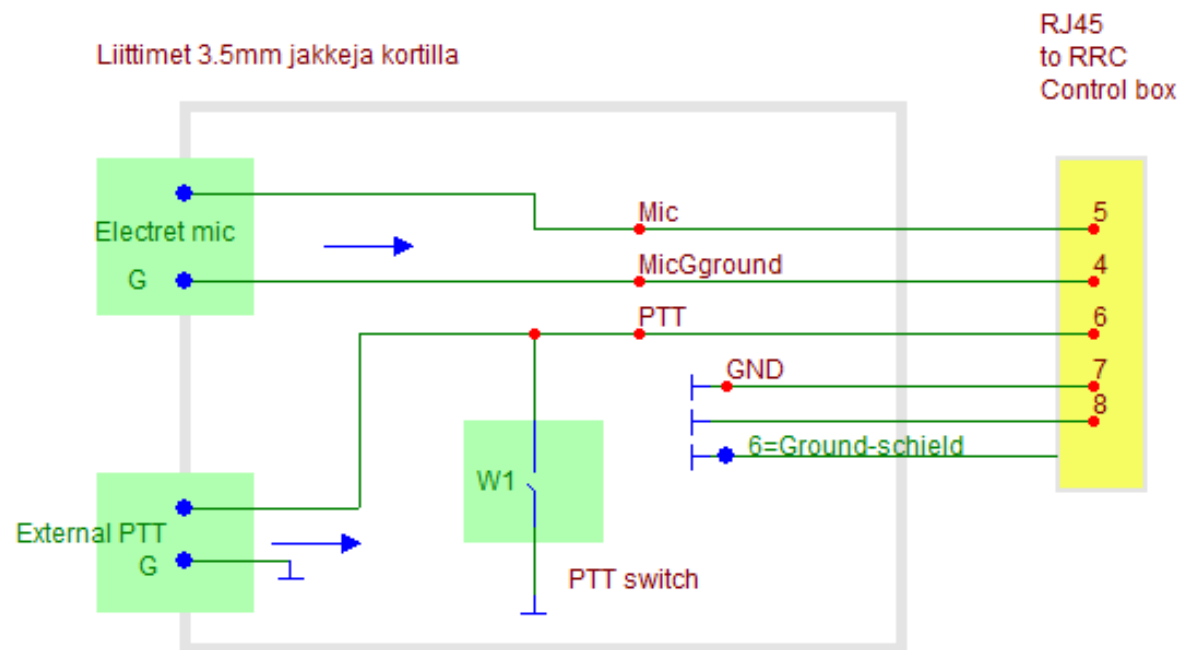 RJ45
to RRC
Control box
Liittimet 3.5mm jakkeja kortilla
Electret mic
G
Mic
5
MicGground
4
PTT
6
GND
7
8
6=Ground-schield
W1
External PTT
G
PTT switch